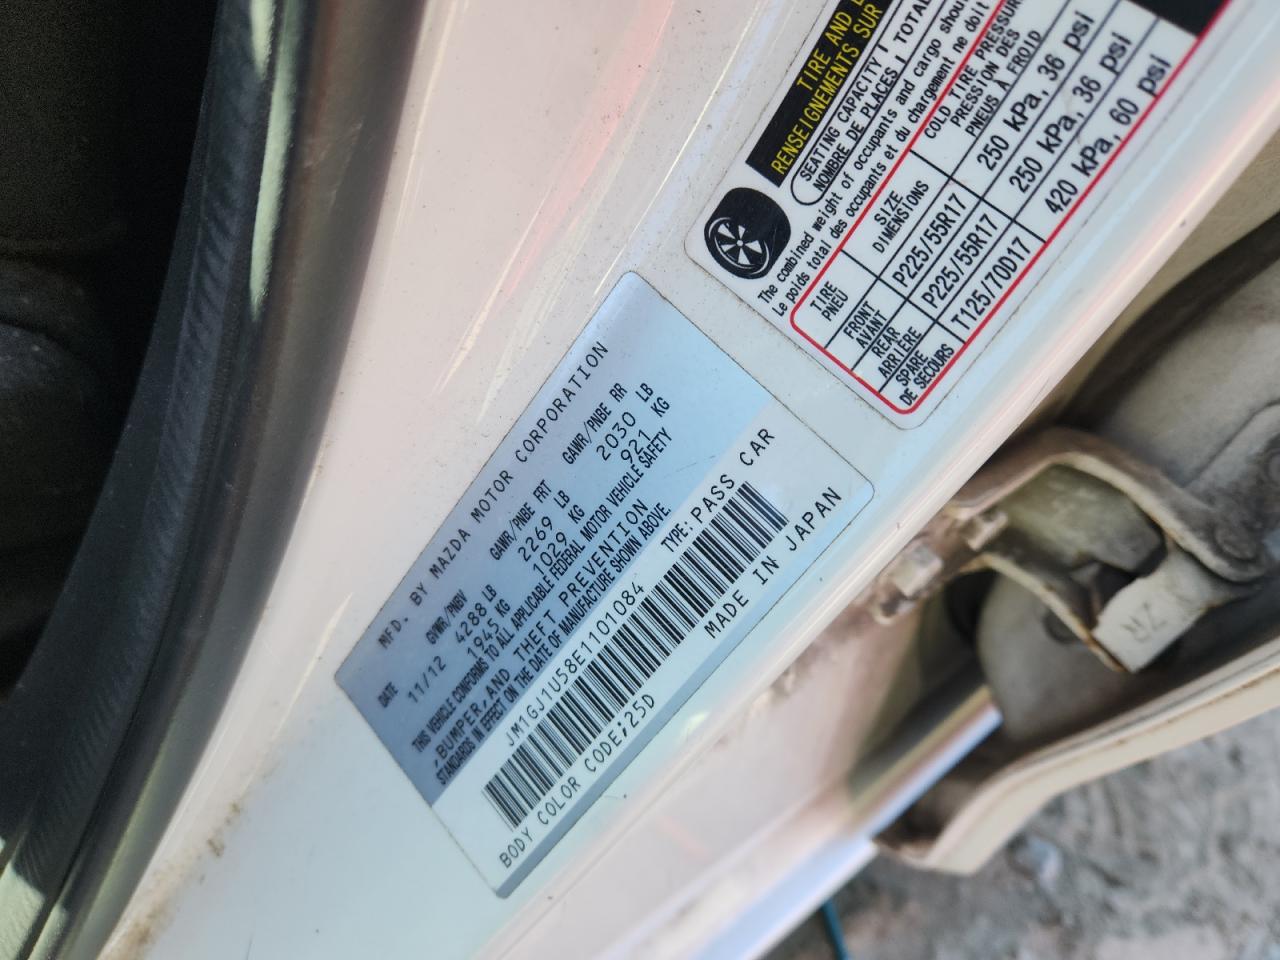 TIRE AND
RENSEIGNEMENTS SUR
SEATING CAPACITY | TOTAL
NOMBRE DE PLACES | TOTAL
The combined weight of occupants and cargo should
Le poids total des occupants et du chargement ne doit
TIRE SIZE COLD TIRE PRESSURE
PNEU DIMENSIONS PRESSION DES
PNEUS À FROID
FRONT
AVANT P225/55R17 250 kPa, 36 psi
REAR
ARRIÈRE P225/55R17 250 kPa, 36 psi
SPARE
DE SECOURS T125/70D17 420 kPa, 60 psi
MFD. BY MAZDA MOTOR CORPORATION
DATE GVWR/PNBV GAWR/PNBE FRT GAWR/PNBE RR
11/12 4288 LB 2269 LB 2030 LB
1945 KG 1029 KG 921 KG
THIS VEHICLE CONFORMS TO ALL APPLICABLE FEDERAL MOTOR VEHICLE SAFETY
,BUMPER,AND THEFT PREVENTION
STANDARDS IN EFFECT ON THE DATE OF MANUFACTURE SHOWN ABOVE.
JM1GJ1U58E1101084 TYPE:PASS CAR
BODY COLOR CODE;25D MADE IN JAPAN
ZR